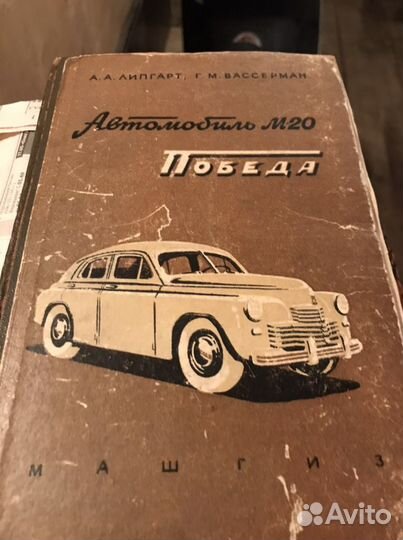 А. А. ЛИПГАРТ, Г. М. ВАССЕРМАН
Автомобиль М20
ПОБЕДА
МАШГИЗ
Avito